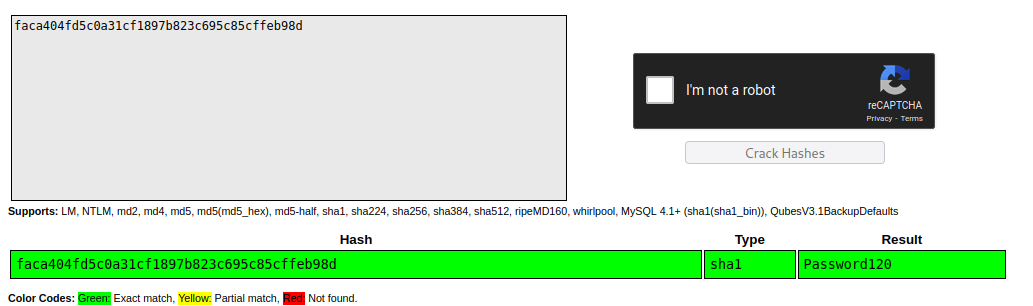 faca404fd5c0a31cf1897b823c695c85cffeb98d
I'm not a robot
reCAPTCHA
Privacy - Terms
Crack Hashes
Supports: LM, NTLM, md2, md4, md5, md5(md5_hex), md5-half, sha1, sha224, sha256, sha384, sha512, ripeMD160, whirlpool, MySQL 4.1+ (sha1(sha1_bin)), QubesV3.1BackupDefaults
Hash Type Result
faca404fd5c0a31cf1897b823c695c85cffeb98d sha1 Password120
Color Codes: Green: Exact match, Yellow: Partial match, Red: Not found.